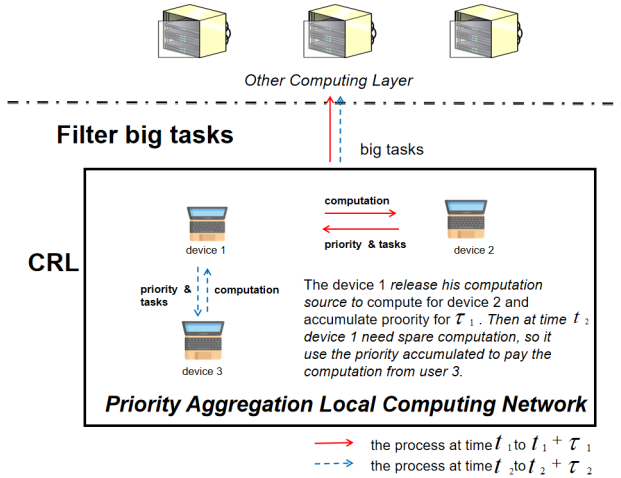 Other Computing Layer
Filter big tasks
big tasks
computation
priority & tasks
device 1
device 2
CRL
priority &
tasks
computation
device 3
The device 1 release his computation
source to compute for device 2 and
accumulate proority for τ 1 . Then at time t 2
device 1 need spare computation, so it
use the priority accumulated to pay the
computation from user 3.
Priority Aggregation Local Computing Network
the process at time t 1 to t 1 + τ 1
the process at time t 2 to t 2 + τ 2